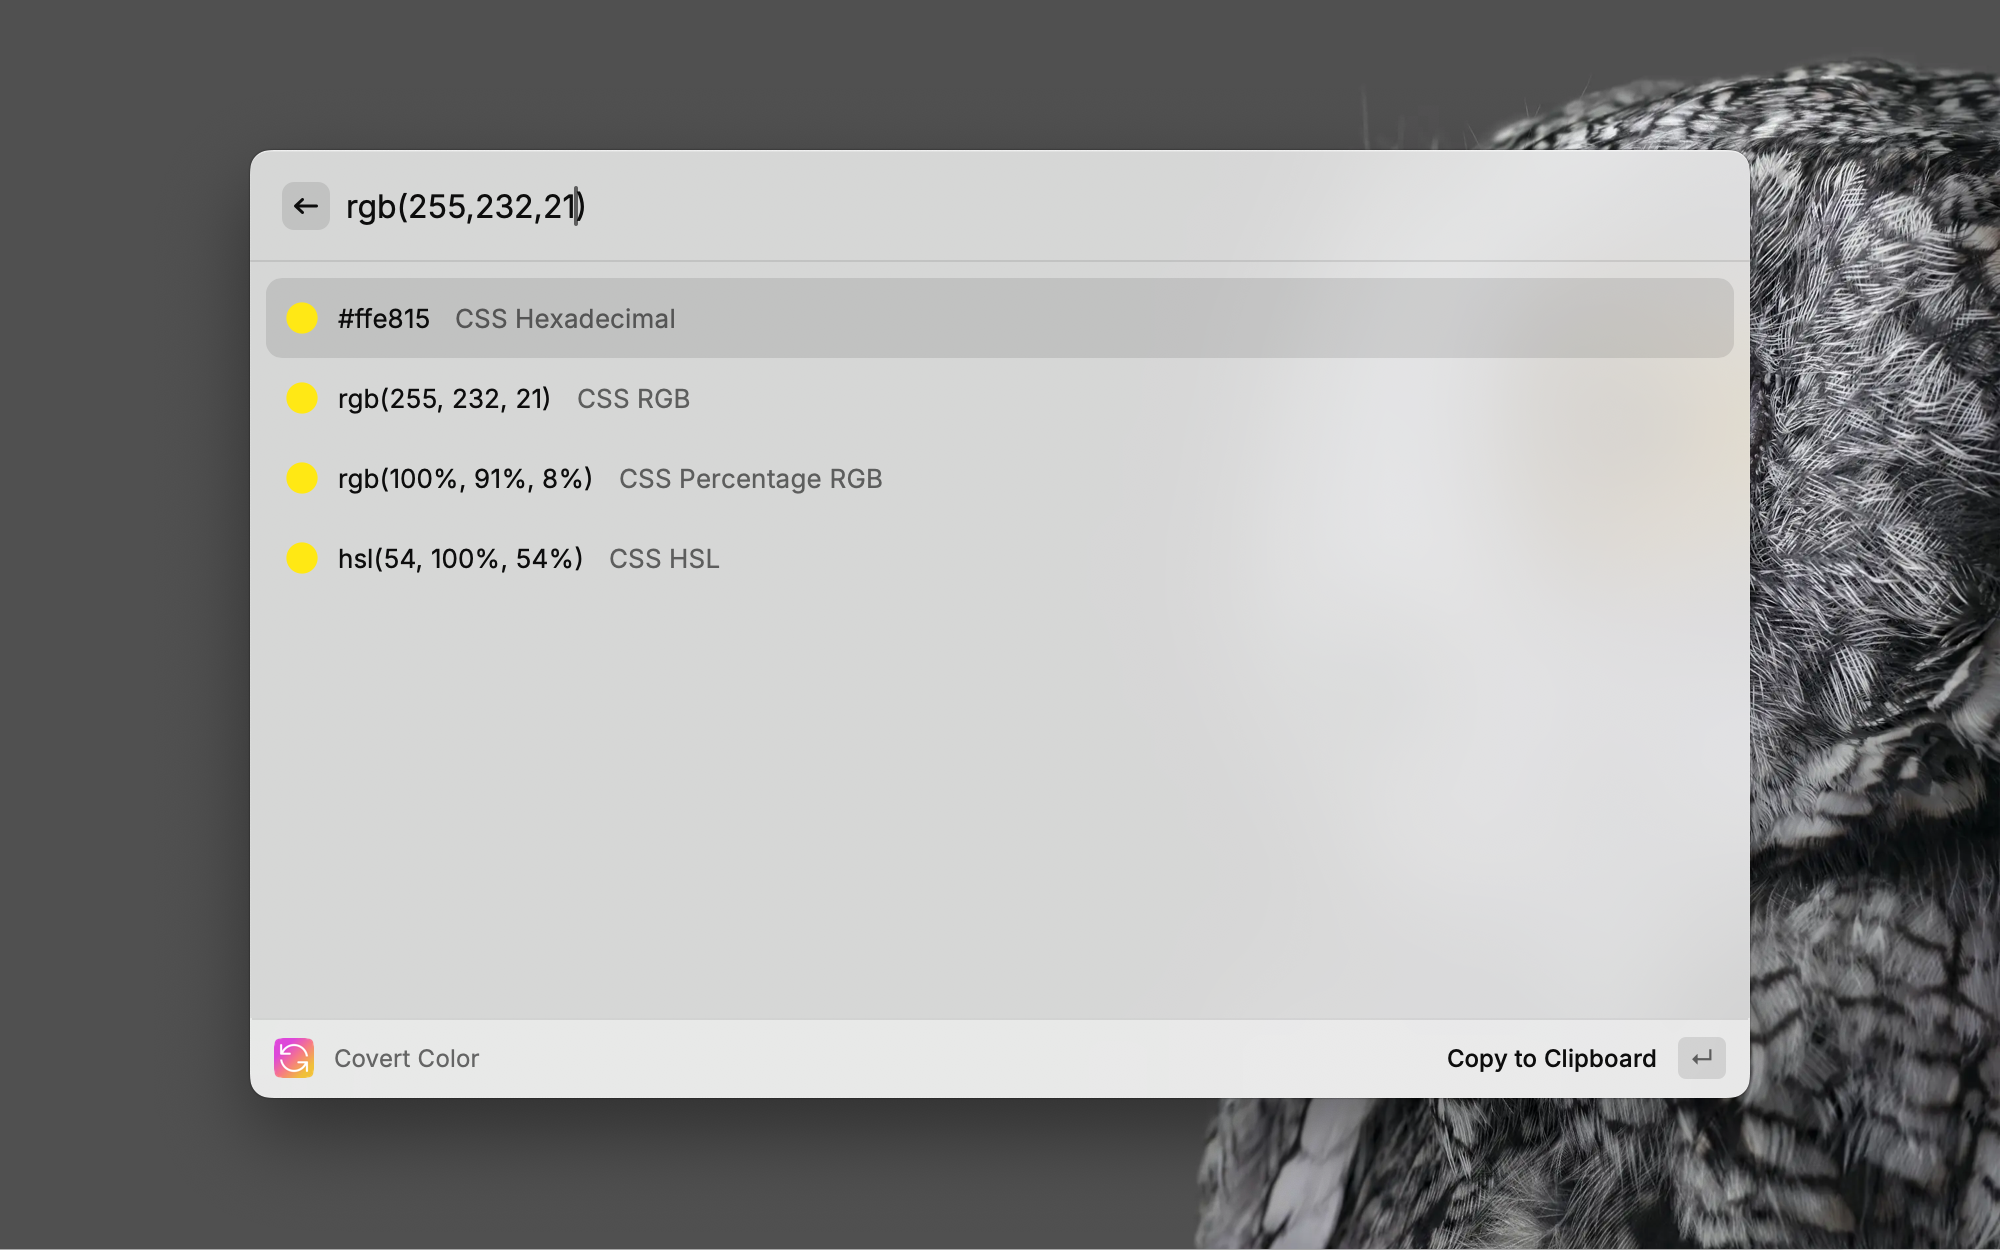 rgb(255,232,21)
#ffe815 CSS Hexadecimal
rgb(255, 232, 21) CSS RGB
rgb(100%, 91%, 8%) CSS Percentage RGB
hsl(54, 100%, 54%) CSS HSL
Covert Color Copy to Clipboard